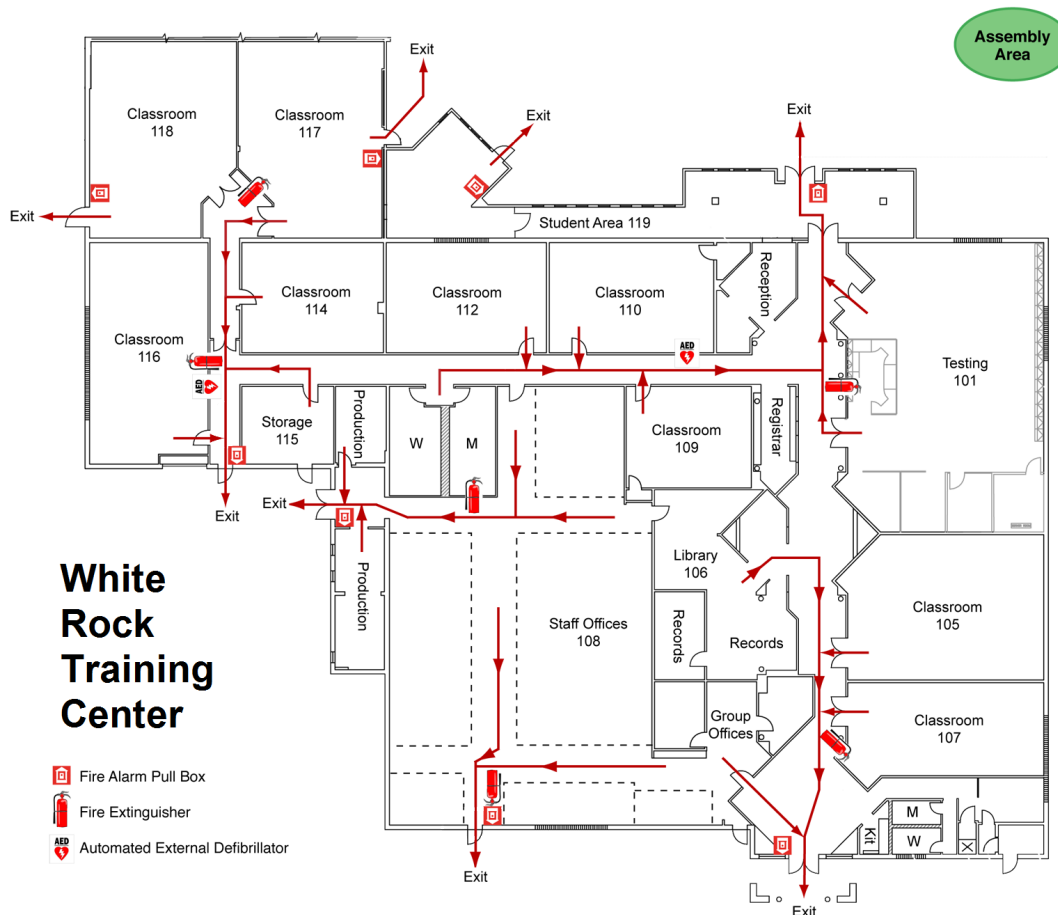 Assembly
Area
Exit
Exit
Exit
Classroom
118
Classroom
117
Exit
Student Area 119
Classroom
116
Classroom
114
Classroom
112
Classroom
110
Reception
AED
AED
Testing
101
Storage
115
Production
W
M
Classroom
109
Registrar
Exit
Exit
Production
Library
106
Records
Records
Staff Offices
108
Classroom
105
Group
Offices
Classroom
107
White
Rock
Training
Center
Fire Alarm Pull Box
Fire Extinguisher
AED
Automated External Defibrillator
Kit
M
W
X
Exit
Exit